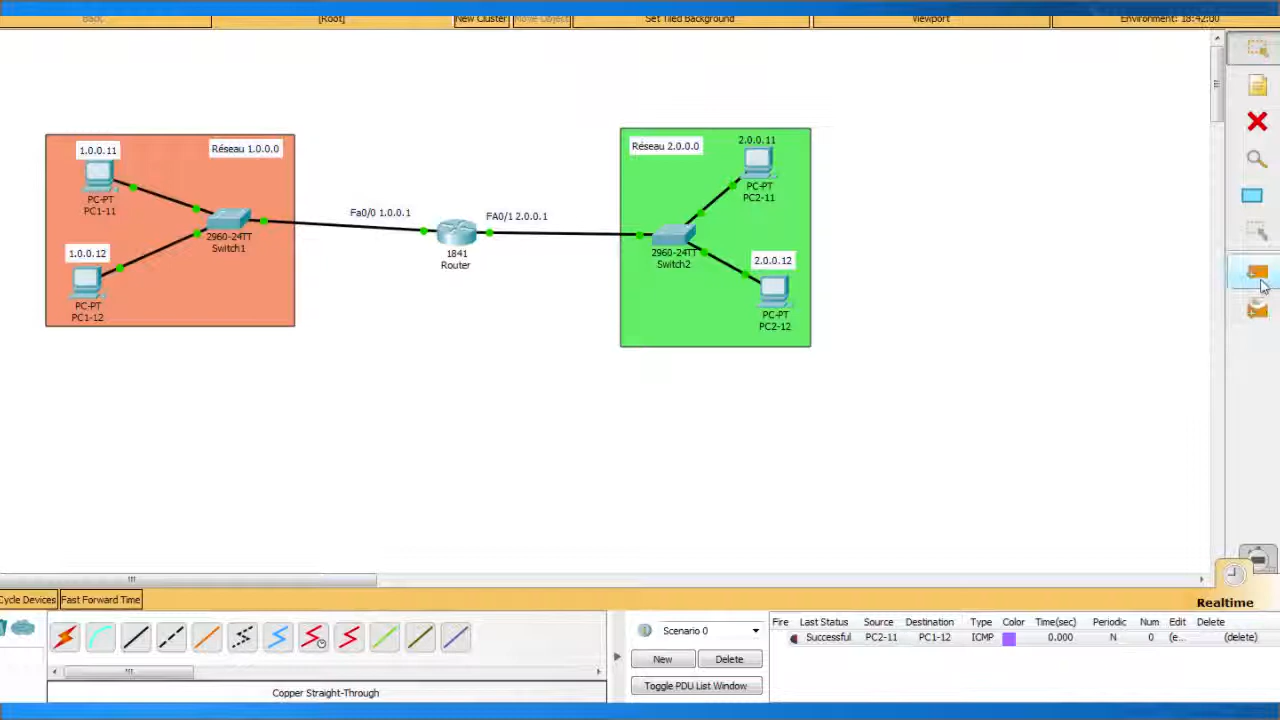 Back
[Root]
New Cluster
Move Object
Set Tiled Background
Viewport
Environment: 18:42:00
1.0.0.11
Réseau 1.0.0.0
PC-PT
PC1-11
2960-24TT
Switch1
1.0.0.12
PC-PT
PC1-12
Fa0/0 1.0.0.1
FA0/1 2.0.0.1
1841
Router
Réseau 2.0.0.0
2.0.0.11
PC-PT
PC2-11
2960-24TT
Switch2
2.0.0.12
PC-PT
PC2-12
Cycle Devices
Fast Forward Time
Realtime
Scenario 0
New
Delete
Toggle PDU List Window
Copper Straight-Through
Fire Last Status Source Destination Type Color Time(sec) Periodic Num Edit Delete
Successful PC2-11 PC1-12 ICMP 0.000 N 0 (e... (delete)